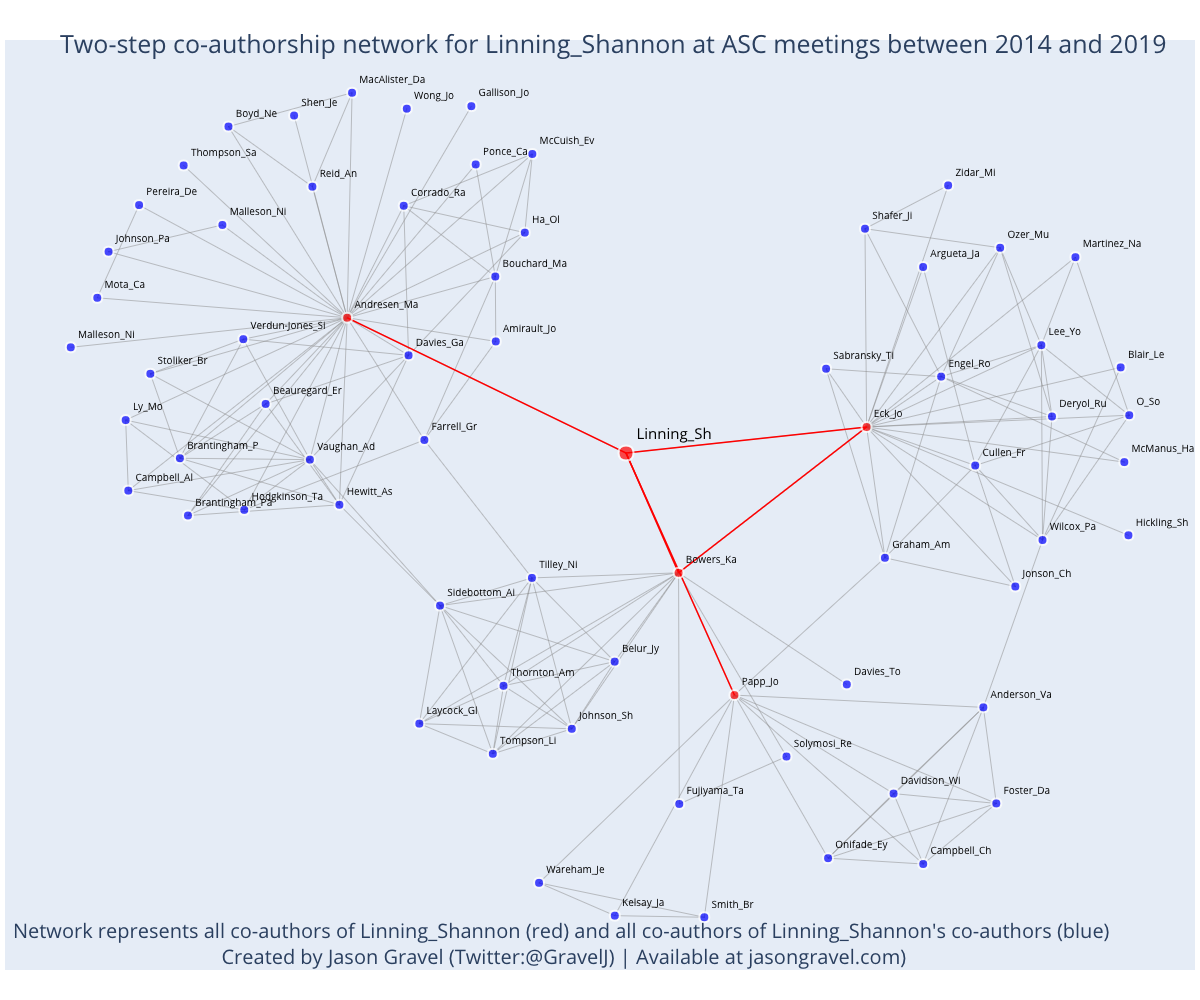 Two-step co-authorship network for Linning_Shannon at ASC meetings between 2014 and 2019
MacAlister_Da
Gallison_Jo
Wong_Jo
Shen_Je
Boyd_Ne
McCuish_Ev
Ponce_Ca
Thompson_Sa
Reid_An
Zidar_Mi
Pereira_De
Corrado_Ra
Malleson_Ni
Ha_Ol
Shafer_Ji
Ozer_Mu
Johnson_Pa
Martinez_Na
Argueta_Ja
Bouchard_Ma
Mota_Ca
Andresen_Ma
Verdun-Jones_Si
Amirault_Jo
Malleson_Ni
Lee_Yo
Davies_Ga
Sabransky_Ti
Blair_Le
Stoliker_Br
Engel_Ro
Beauregard_Er
Ly_Mo
Eck_Jo
Deryol_Ru
O_So
Farrell_Gr
Linning_Sh
Brantingham_P
Vaughan_Ad
McManus_Ha
Cullen_Fr
Campbell_Al
Hewitt_As
Hodgkinson_Ta
Brantingham_Pa
Hickling_Sh
Wilcox_Pa
Graham_Am
Bowers_Ka
Tilley_Ni
Jonson_Ch
Sidebottom_Ai
Belur_Jy
Thornton_Am
Davies_To
Papp_Jo
Anderson_Va
Laycock_Gl
Johnson_Sh
Tompson_Li
Solymosi_Re
Davidson_Wi
Fujiyama_Ta
Foster_Da
Onifade_Ey
Campbell_Ch
Wareham_Je
Kelsay_Ja
Smith_Br
Network represents all co-authors of Linning_Shannon (red) and all co-authors of Linning_Shannon's co-authors (blue)
Created by Jason Gravel (Twitter:@GravelJ) | Available at jasongravel.com)